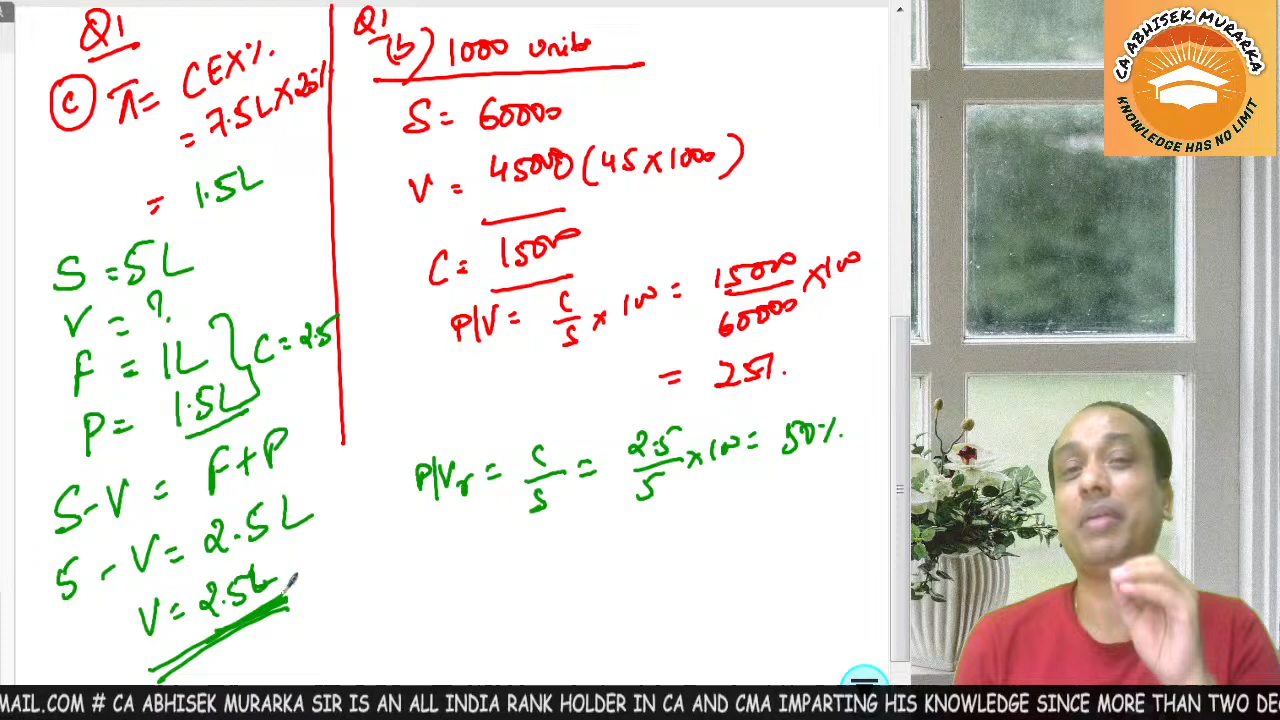 Q1
C π = CEX%
= 7.5L × 25%
= 1.5L
S = 5L
V = ?
F = 1L
C = 2.5
P = 1.5L
S - V = F + P
5 - V = 2.5L
V = 2.5L
Q1
(b) 1000 units
S = 60000
V = 45000 (45 × 1000)
C = 15000
P/V = C/S × 100 = 15000/60000 × 100
= 25%
P/Vr = C/S = 2.5/5 × 100 = 50%
CA ABHISEK MURARKA
KNOWLEDGE HAS NO LIMIT
MAIL.COM # CA ABHISEK MURARKA SIR IS AN ALL INDIA RANK HOLDER IN CA AND CMA IMPARTING HIS KNOWLEDGE SINCE MORE THAN TWO DE